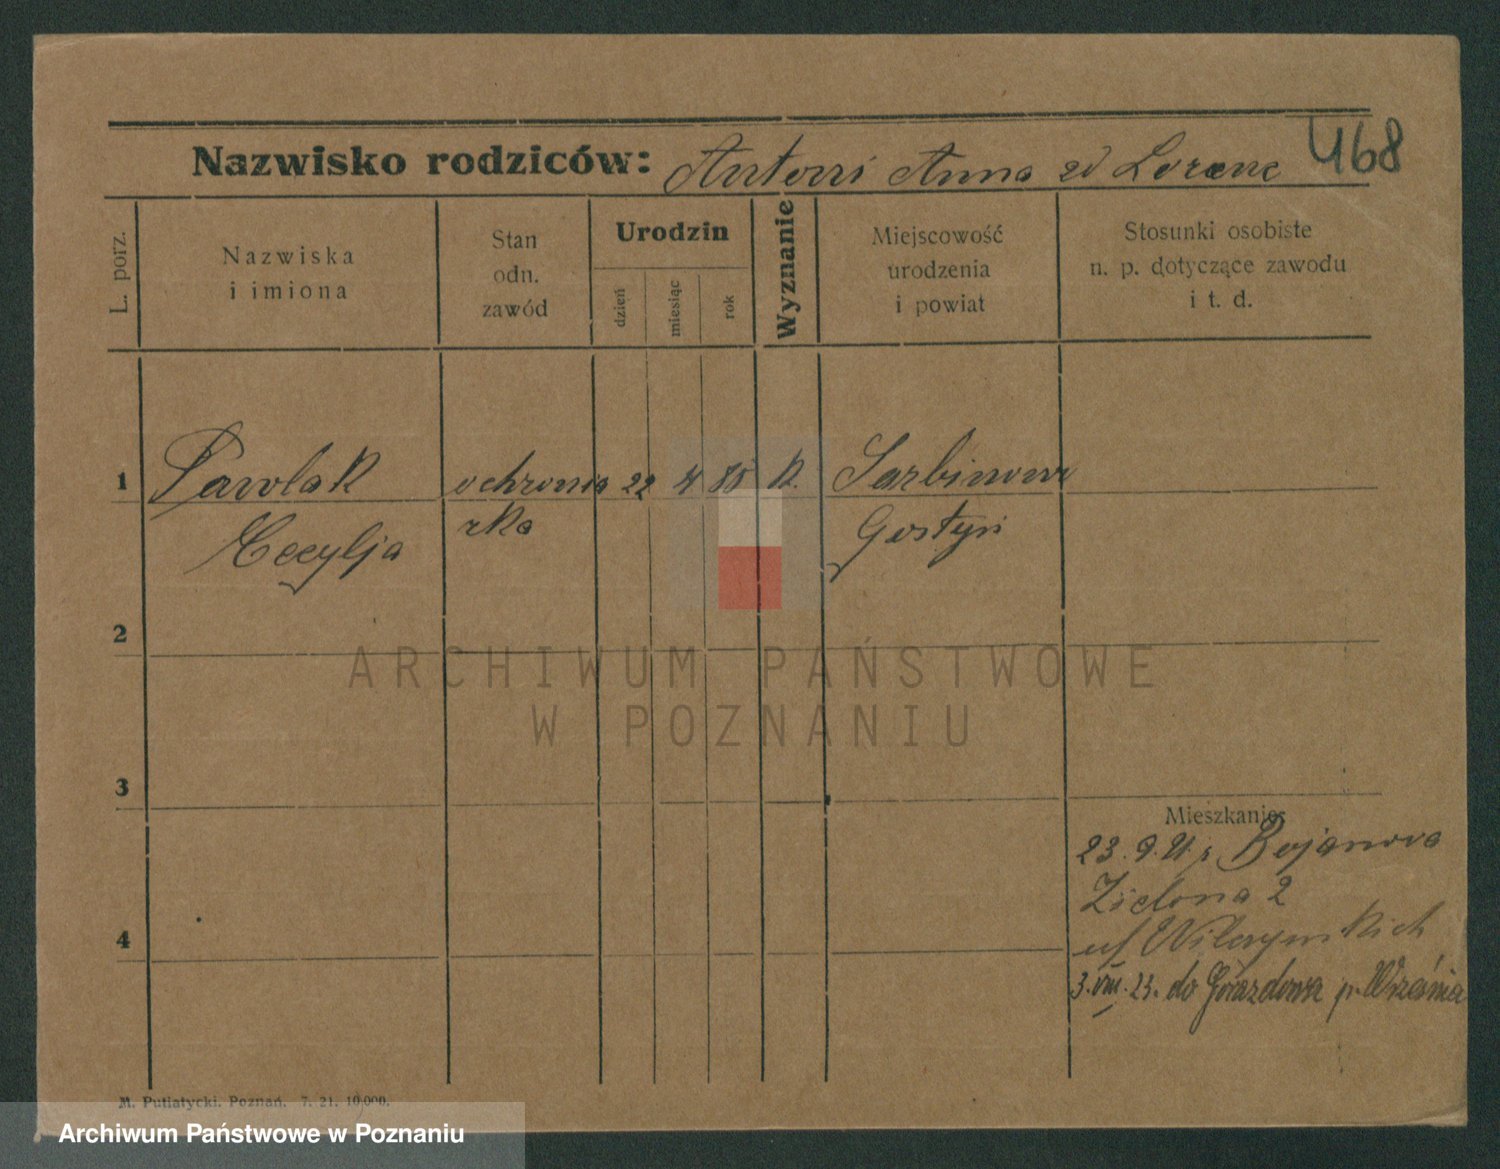 468
Nazwisko rodziców: Antoni Anna zd Lorenc
L. porz.
Nazwiska
i imiona
Stan
odn.
zawód
Urodzin
dzień
miesiąc
rok
Wyznanie
Miejscowość
urodzenia
i powiat
Stosunki osobiste
n. p. dotyczące zawodu
i t. d.
1 Pawlak ochronia 22 4 85 k. Sarbinowo
Cecylja rka Gostyń
2
ARCHIWUM PAŃSTWOWE
W POZNANIU
3
Mieszkanie:
23. 9. 21 z Bojanowa
Zielona 2
4
3. VIII. 23. do Gozdowa p. Września
M. Putiatycki, Poznań. 7. 21. 10,000.
Archiwum Państwowe w Poznaniu